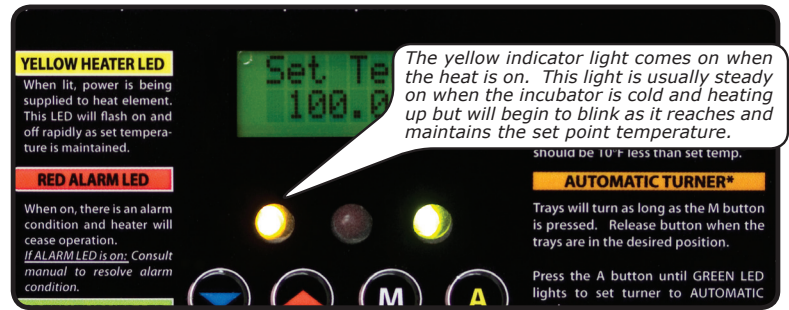 YELLOW HEATER LED
When lit, power is being
supplied to heat element.
This LED will flash on and
off rapidly as set tempera-
ture is maintained.
RED ALARM LED
When on, there is an alarm
condition and heater will
cease operation.
If ALARM LED is on: Consult
manual to resolve alarm
condition.
Set Te
100.0
The yellow indicator light comes on when
the heat is on. This light is usually steady
on when the incubator is cold and heating
up but will begin to blink as it reaches and
maintains the set point temperature.
should be 10°F less than set temp.
AUTOMATIC TURNER*
Trays will turn as long as the M button
is pressed. Release button when the
trays are in the desired position.
Press the A button until GREEN LED
lights to set turner to AUTOMATIC
M
A